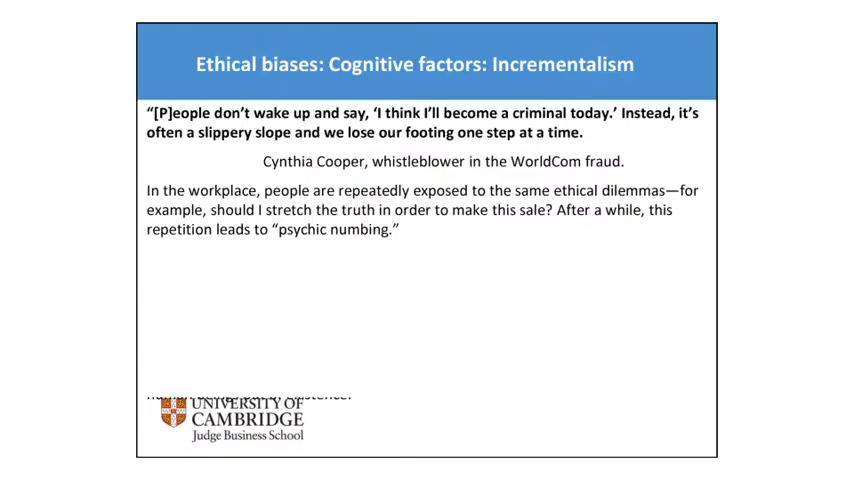 Ethical biases: Cognitive factors: Incrementalism
“[P]eople don’t wake up and say, ‘I think I’ll become a criminal today.’ Instead, it’s
often a slippery slope and we lose our footing one step at a time.
Cynthia Cooper, whistleblower in the WorldCom fraud.
In the workplace, people are repeatedly exposed to the same ethical dilemmas—for
example, should I stretch the truth in order to make this sale? After a while, this
repetition leads to “psychic numbing.”
UNIVERSITY OF
CAMBRIDGE
Judge Business School